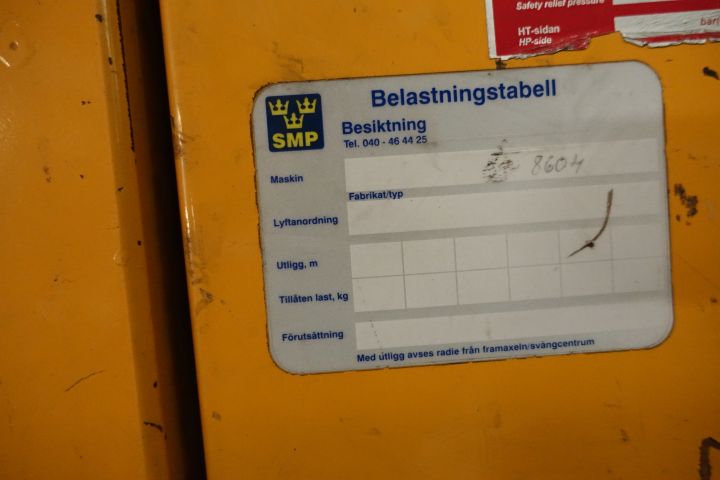 Safety relief pressure
HT-sidan
HP-side
bar
Belastningstabell
SMP
Besiktning
Tel. 040 - 46 44 25
Maskin
8604
Fabrikat/typ
Lyftanordning
Utligg, m
Tillåten last, kg
Förutsättning
Med utligg avses radie från framaxeln/svängcentrum